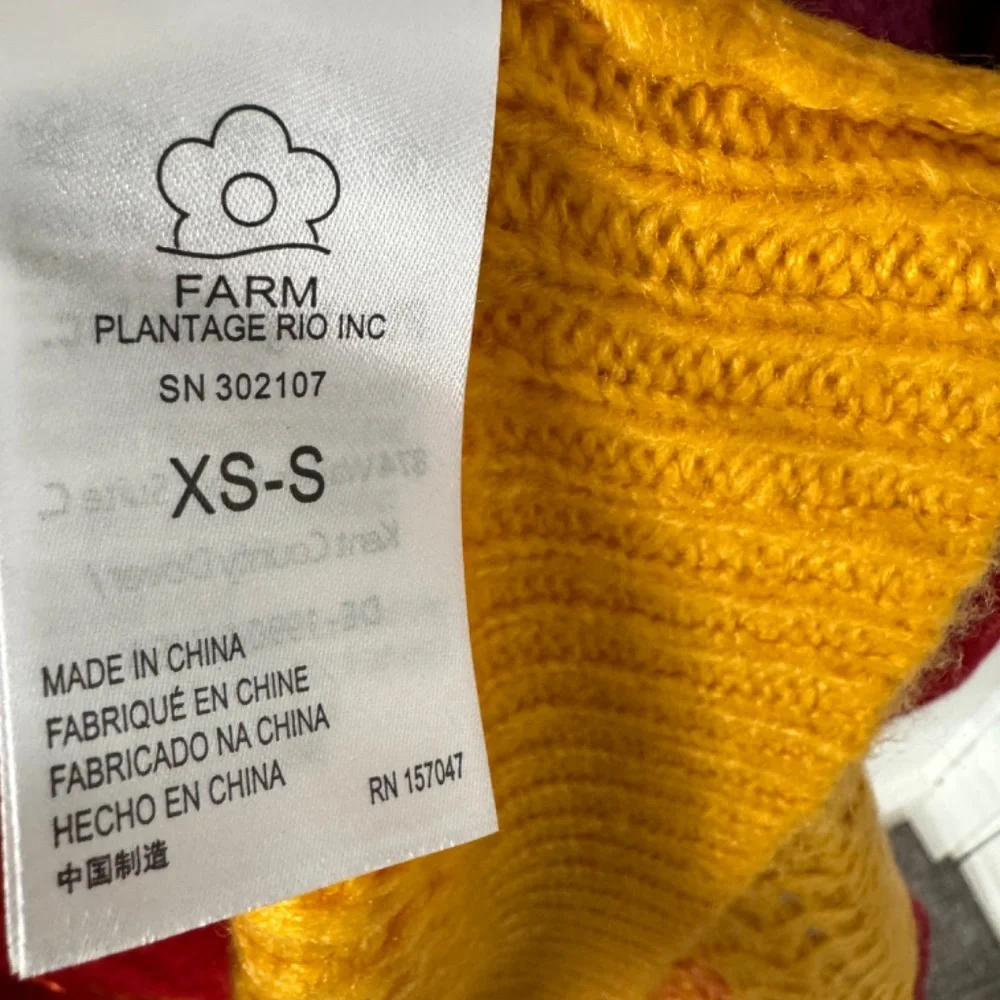 FARM
PLANTAGE RIO INC
SN 302107
XS-S
MADE IN CHINA
FABRIQUÉ EN CHINE
FABRICADO NA CHINA
HECHO EN CHINA
中国制造
RN 157047